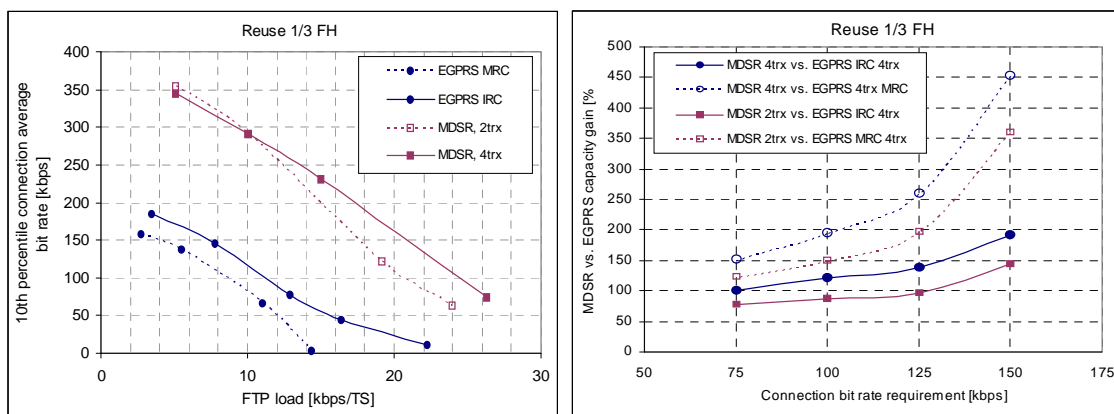 Reuse 1/3 FH
400
350
300
250
200
150
100
50
0
0
10
20
30
10th percentile connection average
bit rate [kbps]
FTP load [kbps/TS]
EGPRS MRC
EGPRS IRC
MDSR, 2trx
MDSR, 4trx
Reuse 1/3 FH
500
450
400
350
300
250
200
150
100
50
0
50
75
100
125
150
175
MDSR vs. EGPRS capacity gain [%
Connection bit rate requirement [kbps]
MDSR 4trx vs. EGPRS IRC 4trx
MDSR 4trx vs. EGPRS 4trx MRC
MDSR 2trx vs. EGPRS IRC 4trx
MDSR 2trx vs. EGPRS MRC 4trx